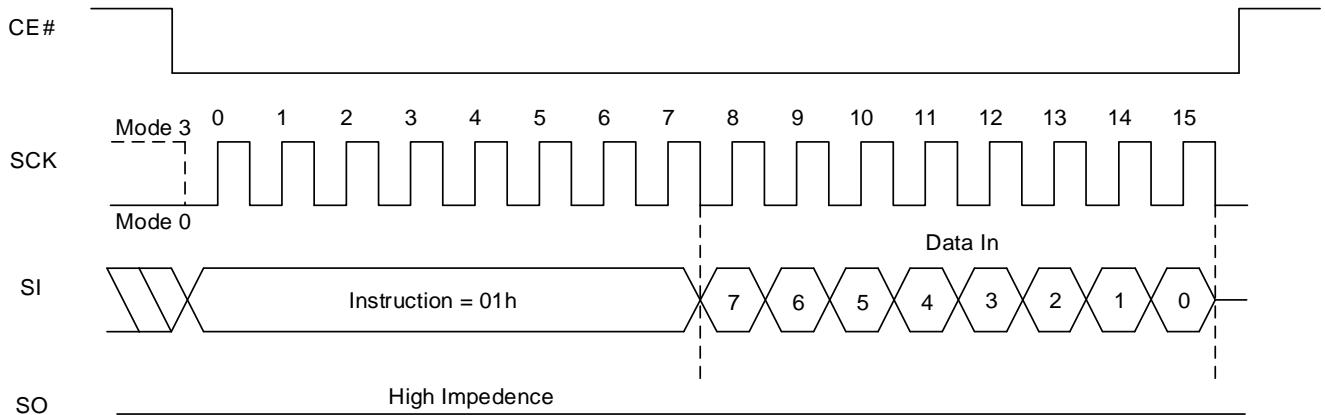 CE#
0 1 2 3 4 5 6 7 8 9 10 11 12 13 14 15
Mode 3
SCK
Mode 0
Data In
SI
Instruction = 01h
7 6 5 4 3 2 1 0
High Impedence
SO